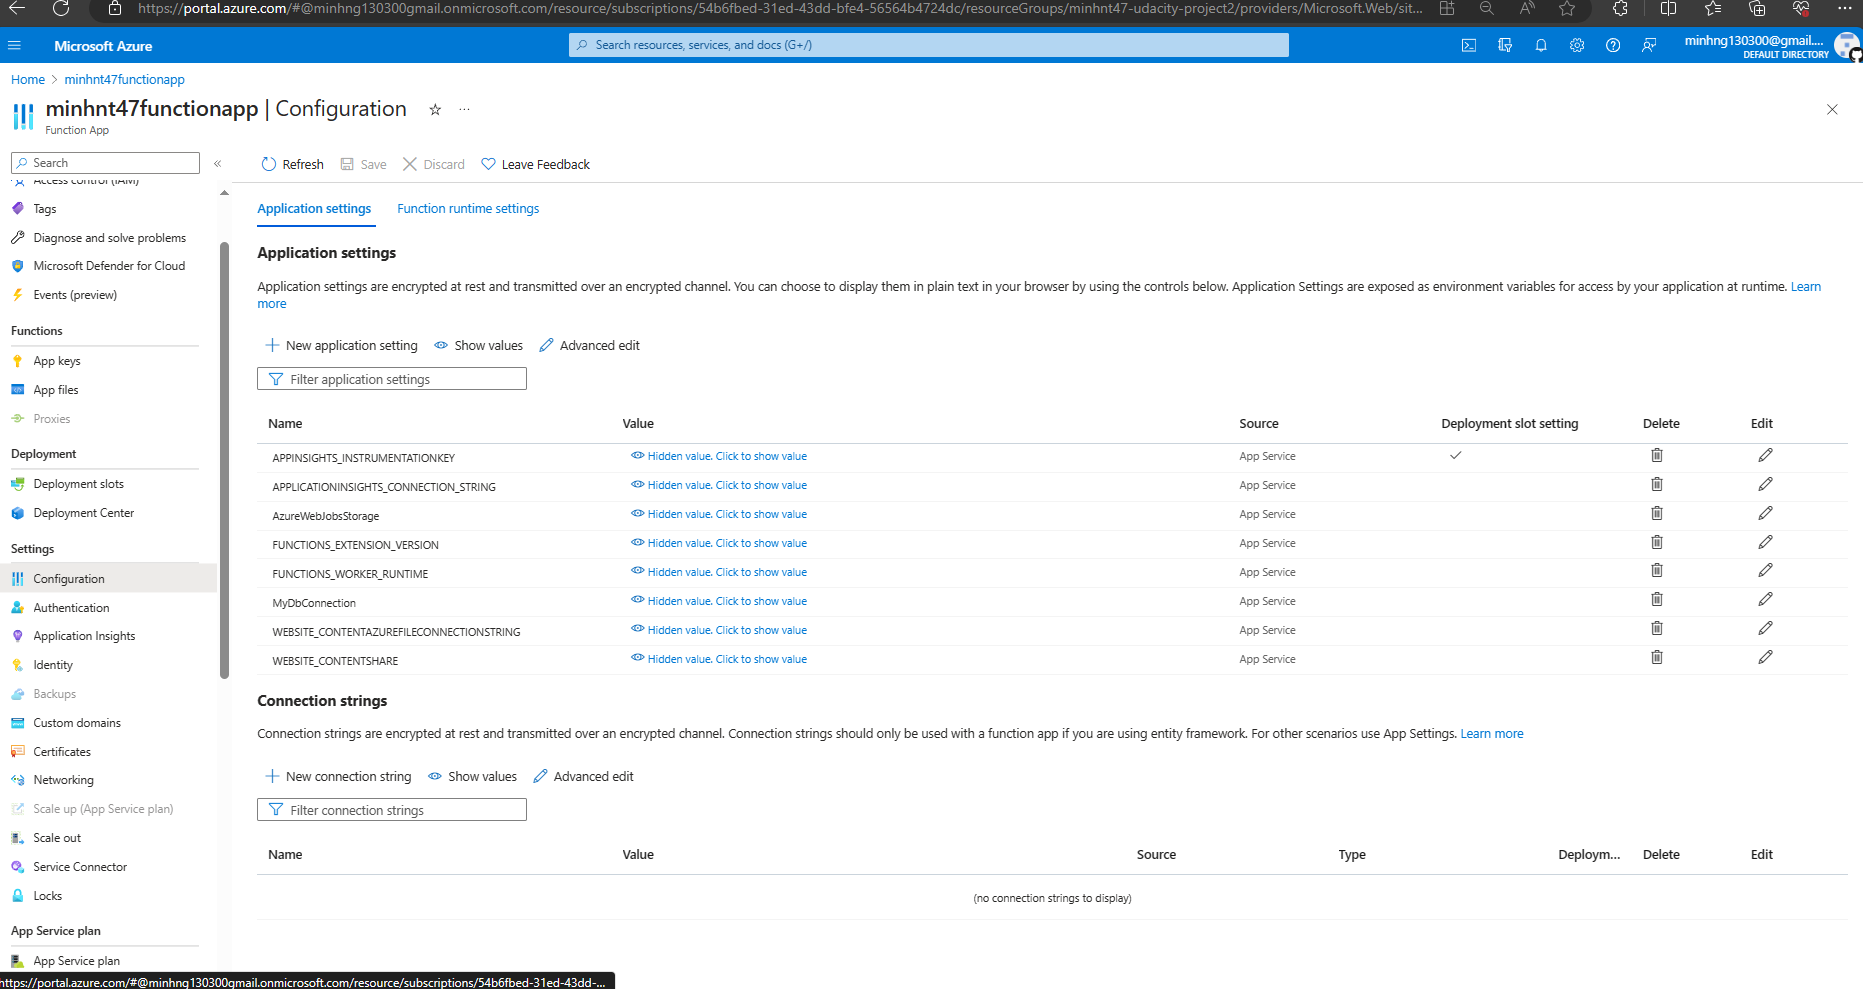 https://portal.azure.com/#@minhng130300gmail.onmicrosoft.com/resource/subscriptions/54b6fbed-31ed-43dd-bfe4-56564b4724dc/resourceGroups/minhnt47-udacity-project2/providers/Microsoft.Web/sit...
Microsoft Azure
Search resources, services, and docs (G+/)
minhng130300@gmail....
DEFAULT DIRECTORY
Home > minhnt47functionapp
minhnt47functionapp | Configuration
Function App
Search
Refresh
Save
Discard
Leave Feedback
Access control (IAM)
Tags
Diagnose and solve problems
Microsoft Defender for Cloud
Events (preview)
Functions
App keys
App files
Proxies
Deployment
Deployment slots
Deployment Center
Settings
Configuration
Authentication
Application Insights
Identity
Backups
Custom domains
Certificates
Networking
Scale up (App Service plan)
Scale out
Service Connector
Locks
App Service plan
App Service plan
Application settings
Function runtime settings
Application settings
Application settings are encrypted at rest and transmitted over an encrypted channel. You can choose to display them in plain text in your browser by using the controls below. Application Settings are exposed as environment variables for access by your application at runtime. Learn
more
New application setting
Show values
Advanced edit
Filter application settings
Name Value Source Deployment slot setting Delete Edit
APPINSIGHTS_INSTRUMENTATIONKEY Hidden value. Click to show value App Service
APPLICATIONINSIGHTS_CONNECTION_STRING Hidden value. Click to show value App Service
AzureWebJobsStorage Hidden value. Click to show value App Service
FUNCTIONS_EXTENSION_VERSION Hidden value. Click to show value App Service
FUNCTIONS_WORKER_RUNTIME Hidden value. Click to show value App Service
MyDbConnection Hidden value. Click to show value App Service
WEBSITE_CONTENTAZUREFILECONNECTIONSTRING Hidden value. Click to show value App Service
WEBSITE_CONTENTSHARE Hidden value. Click to show value App Service
Connection strings
Connection strings are encrypted at rest and transmitted over an encrypted channel. Connection strings should only be used with a function app if you are using entity framework. For other scenarios use App Settings. Learn more
New connection string
Show values
Advanced edit
Filter connection strings
Name Value Source Type Deploym... Delete Edit
(no connection strings to display)
https://portal.azure.com/#@minhng130300gmail.onmicrosoft.com/resource/subscriptions/54b6fbed-31ed-43dd-...